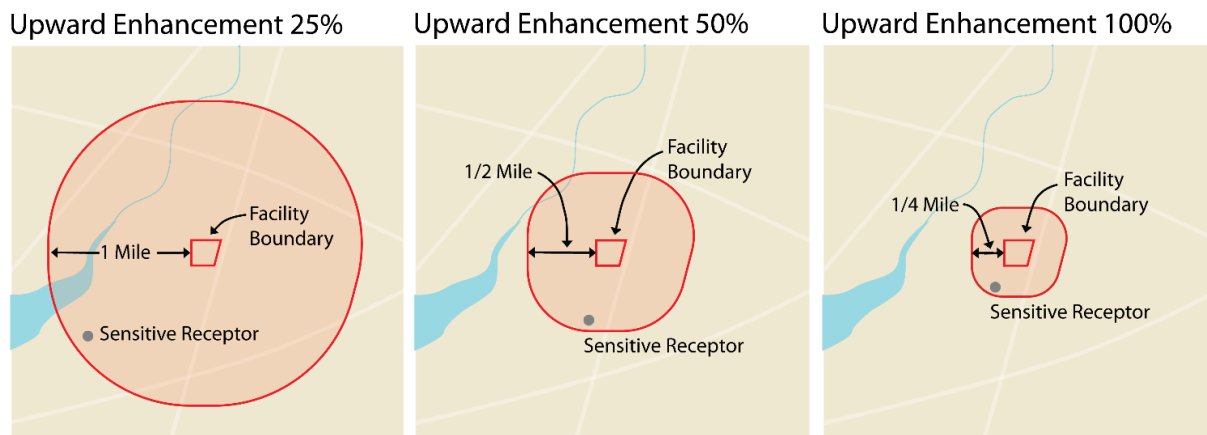 Upward Enhancement 25%
Facility
Boundary
1 Mile
Sensitive Receptor
Upward Enhancement 50%
Facility
Boundary
1/2 Mile
Sensitive Receptor
Upward Enhancement 100%
Facility
Boundary
1/4 Mile
Sensitive Receptor